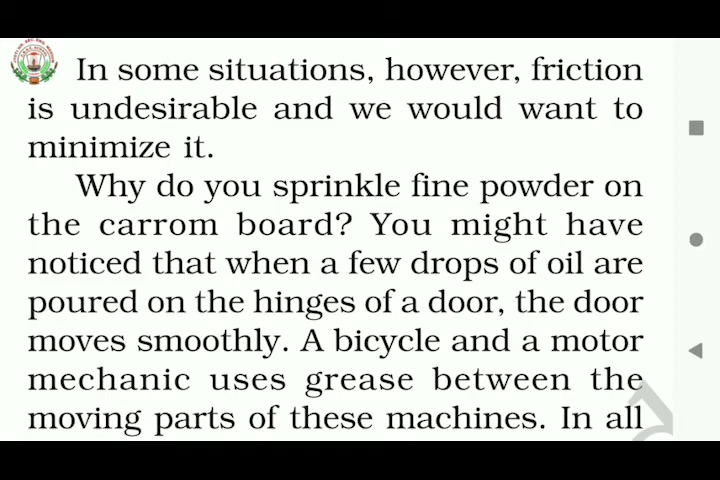 In some situations, however, friction
is undesirable and we would want to
minimize it.
Why do you sprinkle fine powder on
the carrom board? You might have
noticed that when a few drops of oil are
poured on the hinges of a door, the door
moves smoothly. A bicycle and a motor
mechanic uses grease between the
moving parts of these machines. In all